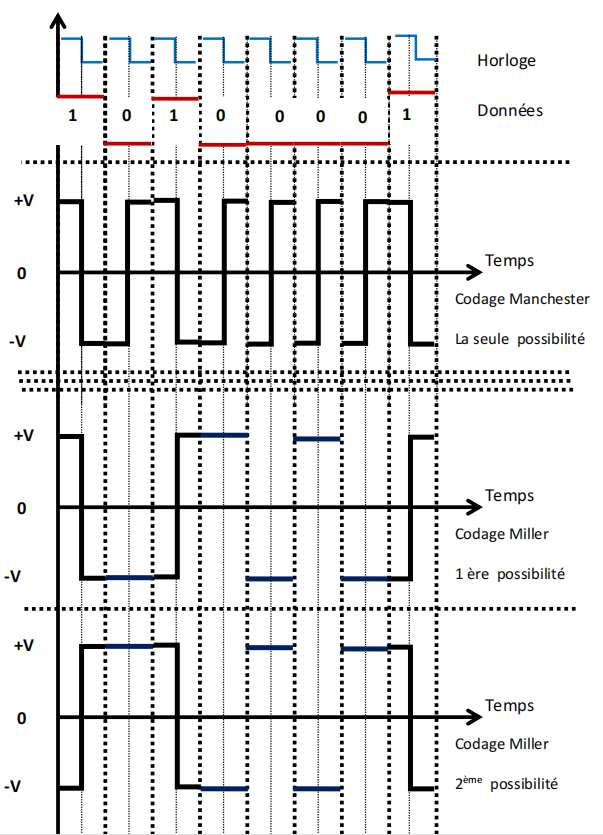 Horloge
Données
1 0 1 0 0 0 0 1
+V
Temps
0
Codage Manchester
-V
La seule possibilité
+V
Temps
0
Codage Miller
-V
1 ère possibilité
+V
Temps
0
Codage Miller
-V
2ème possibilité